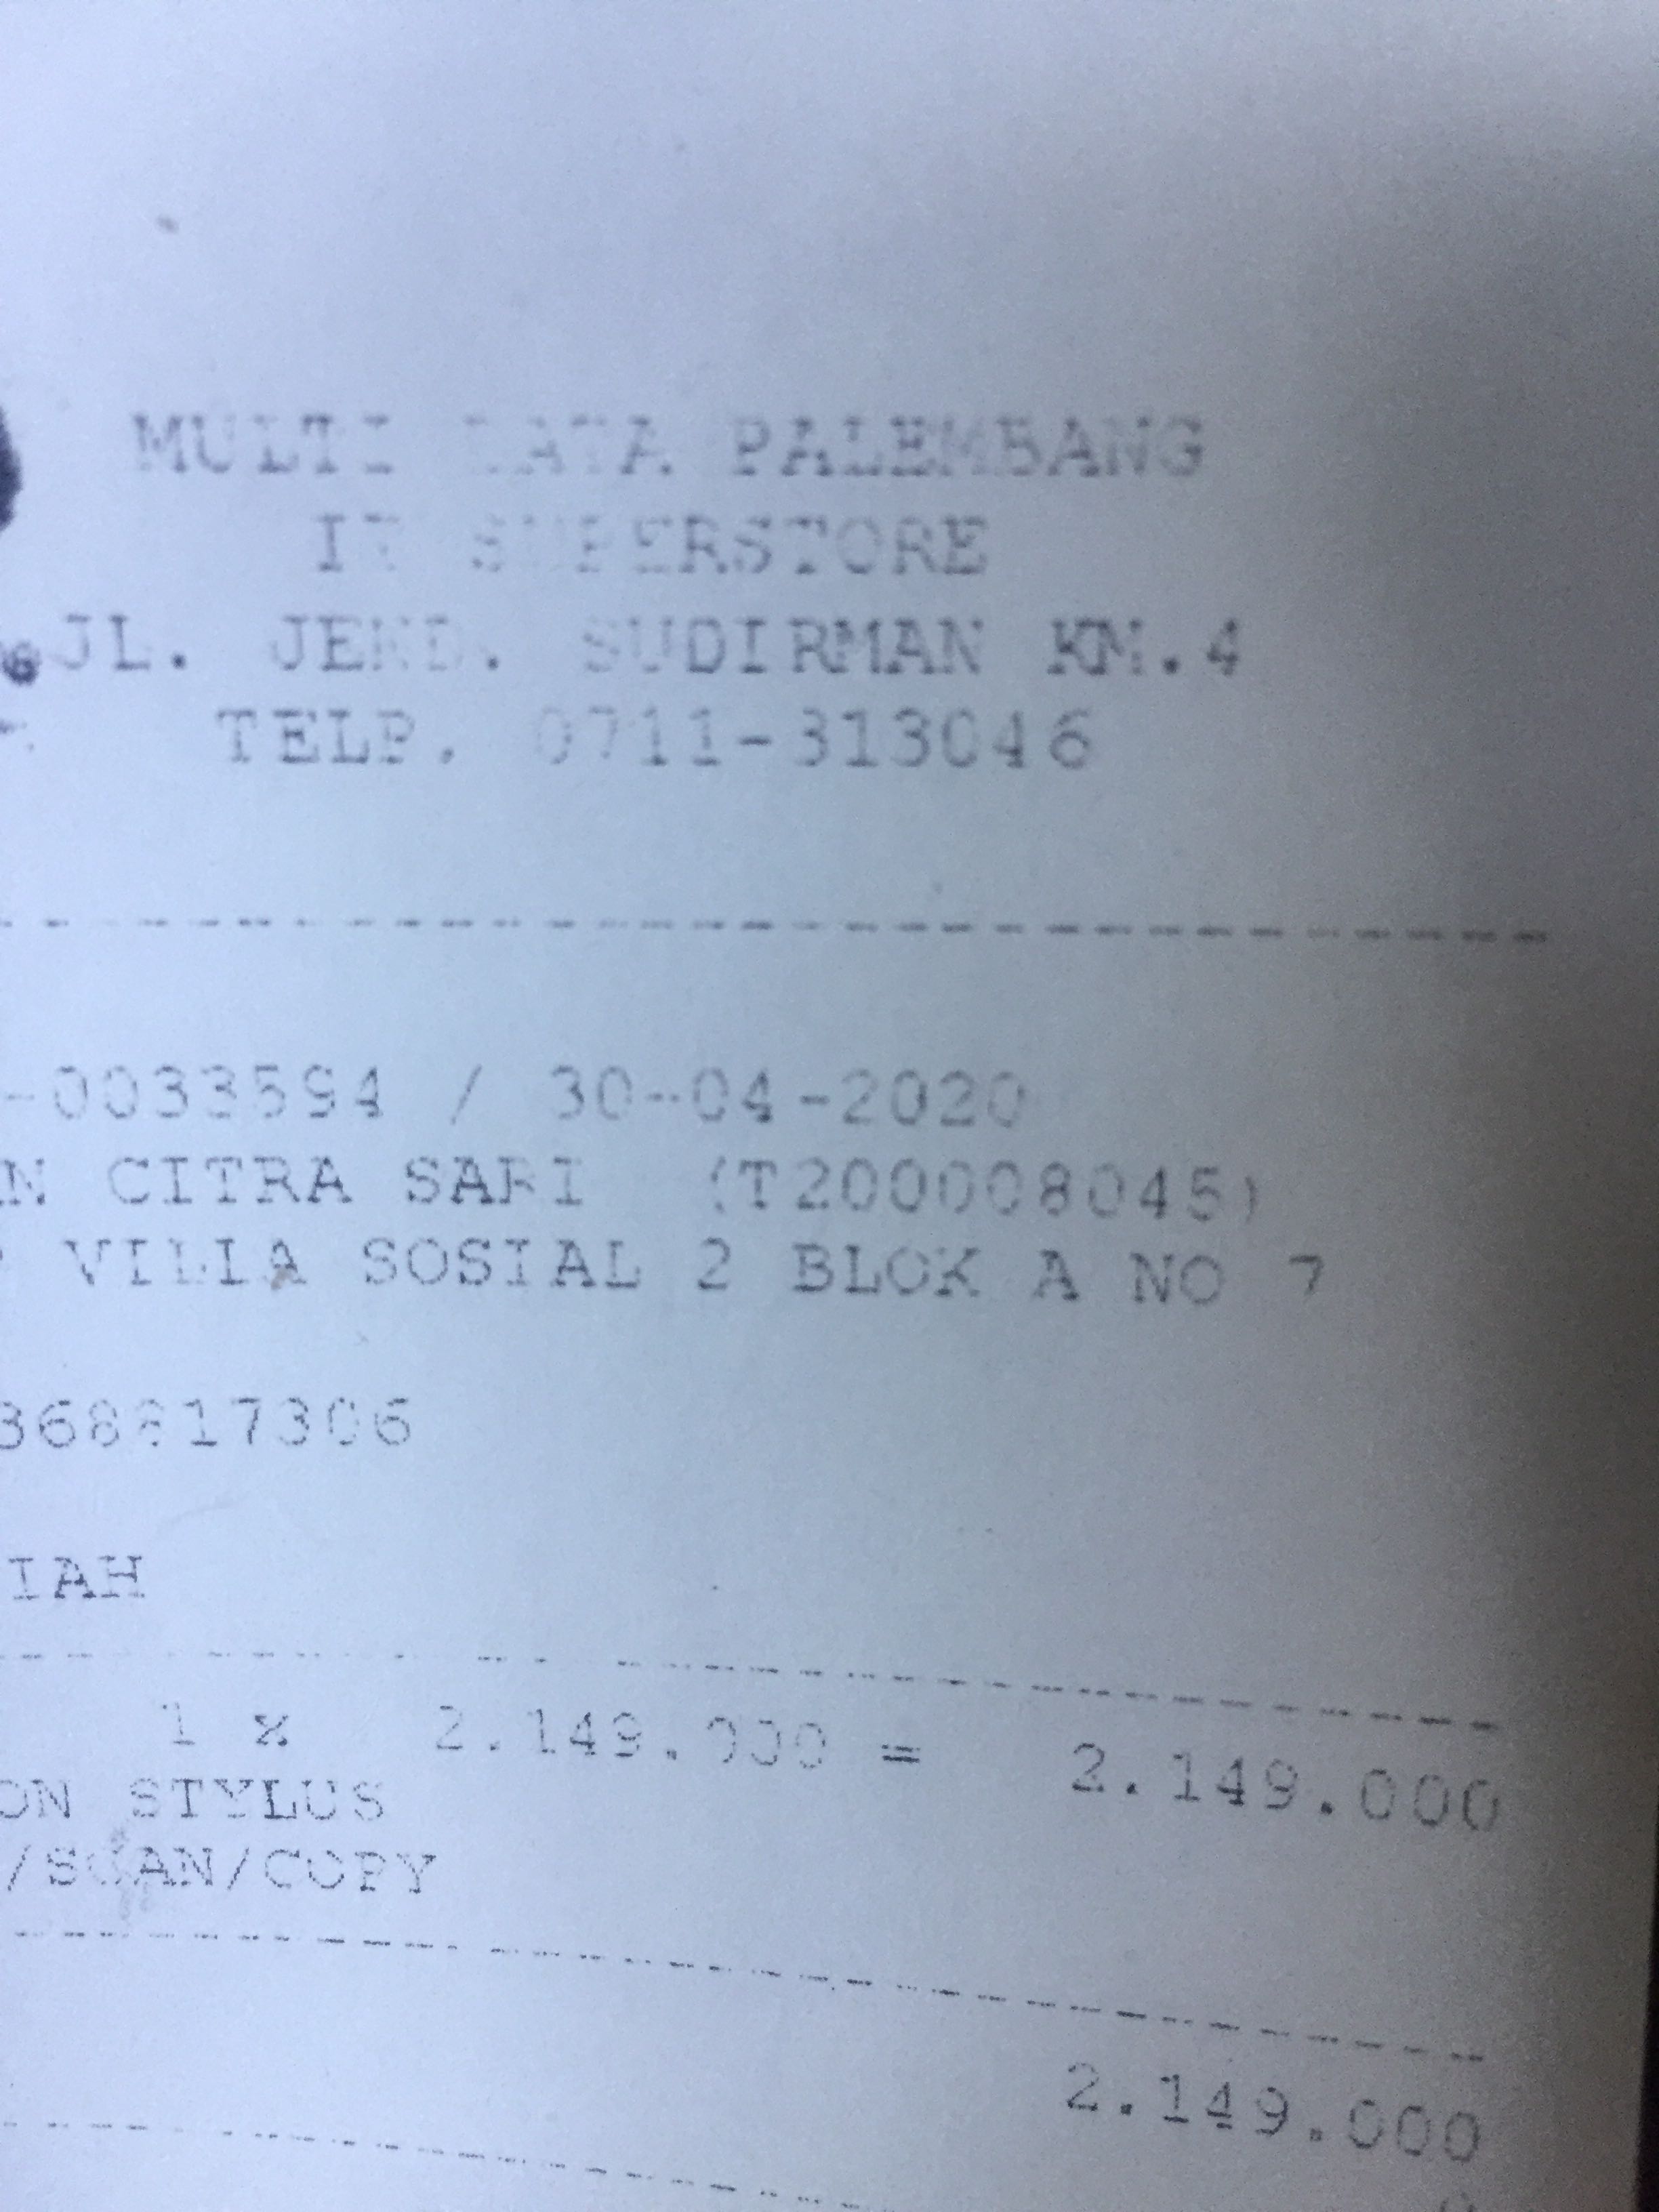 MULTI DATA PALEMBANG
IT SUPERSTORE
JL. JEND. SUDIRMAN KM.4
TELP. 0711-313046
-0033594 / 30-04-2020
CITRA SARI (T200008045)
VILLA SOSIAL 2 BLOK A NO 7
368817306
IAH
1 x 2.149.000 = 2.149.000
ON STYLUS
/SCAN/COPY
2.149.000